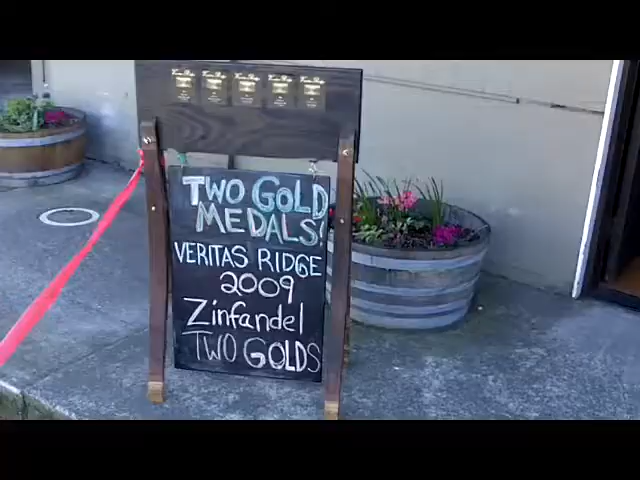 TWO GOLD
MEDALS!
VERITAS RIDGE
2009
Zinfandel
TWO GOLDS